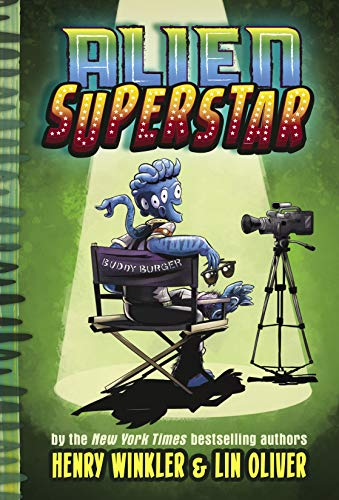 ALIEN
SUPERSTAR
BUDDY BURGER
by the New York Times bestselling authors
HENRY WINKLER & LIN OLIVER